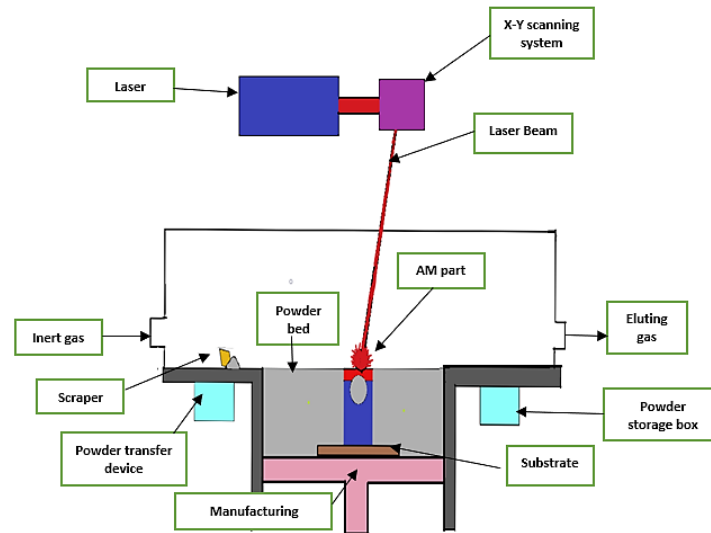 X-Y scanning
system
Laser
Laser Beam
AM part
Powder
bed
Inert gas
Eluting
gas
Scraper
Powder
storage box
Powder transfer
device
Substrate
Manufacturing